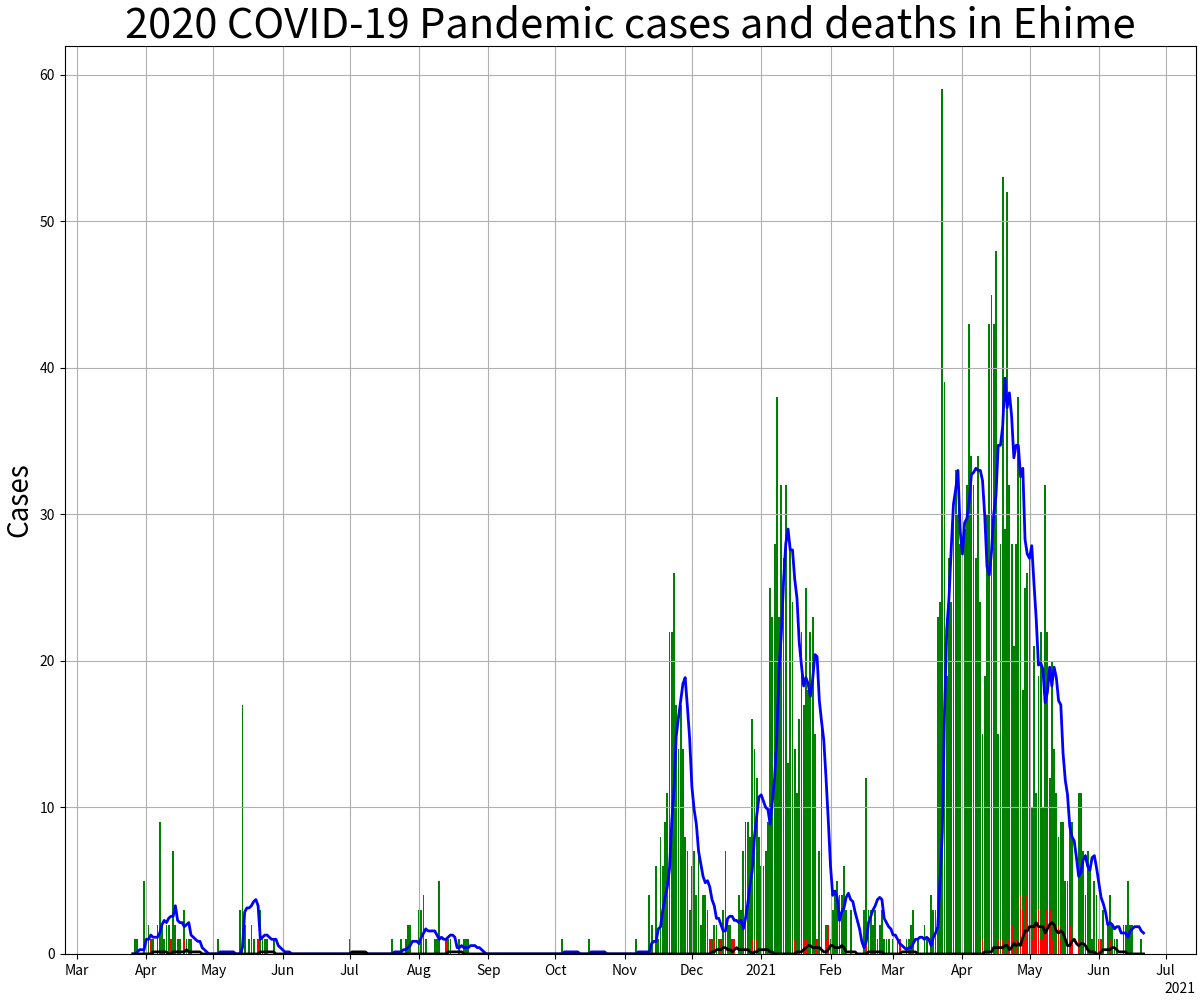 2020 COVID-19 Pandemic cases and deaths in Ehime
Cases
60
50
40
30
20
10
0
Mar Apr May Jun Jul Aug Sep Oct Nov Dec 2021 Feb Mar Apr May Jun Jul
2021